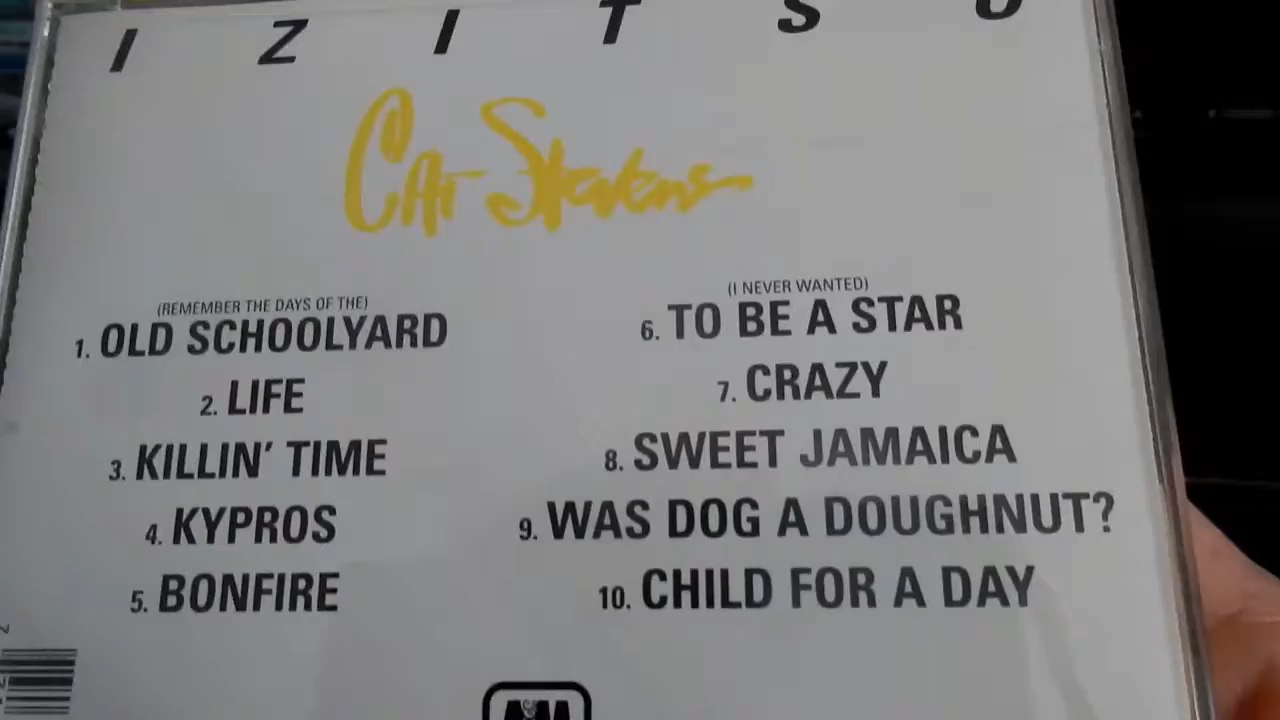 IZITSO
Cat Stevens
(REMEMBER THE DAYS OF THE)
1. OLD SCHOOLYARD
2. LIFE
3. KILLIN' TIME
4. KYPROS
5. BONFIRE
(I NEVER WANTED)
6. TO BE A STAR
7. CRAZY
8. SWEET JAMAICA
9. WAS DOG A DOUGHNUT?
10. CHILD FOR A DAY
A&M